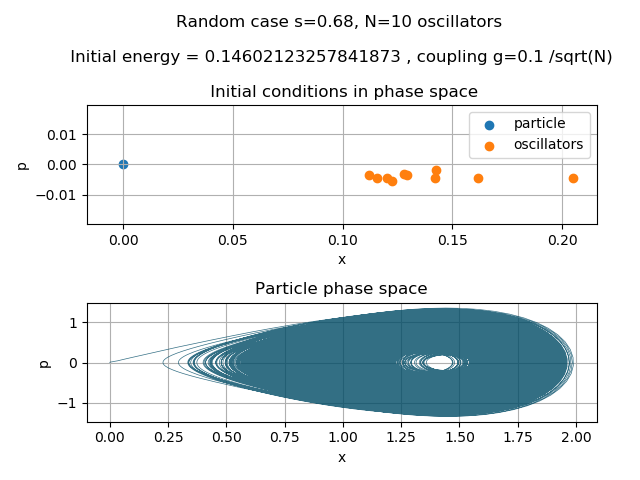 Random case s=0.68, N=10 oscillators
Initial energy = 0.14602123257841873 , coupling g=0.1 /sqrt(N)
Initial conditions in phase space
particle
oscillators
0.01
0.00
−0.01
p
0.00 0.05 0.10 0.15 0.20
x
Particle phase space
1
0
−1
p
0.00 0.25 0.50 0.75 1.00 1.25 1.50 1.75 2.00
x